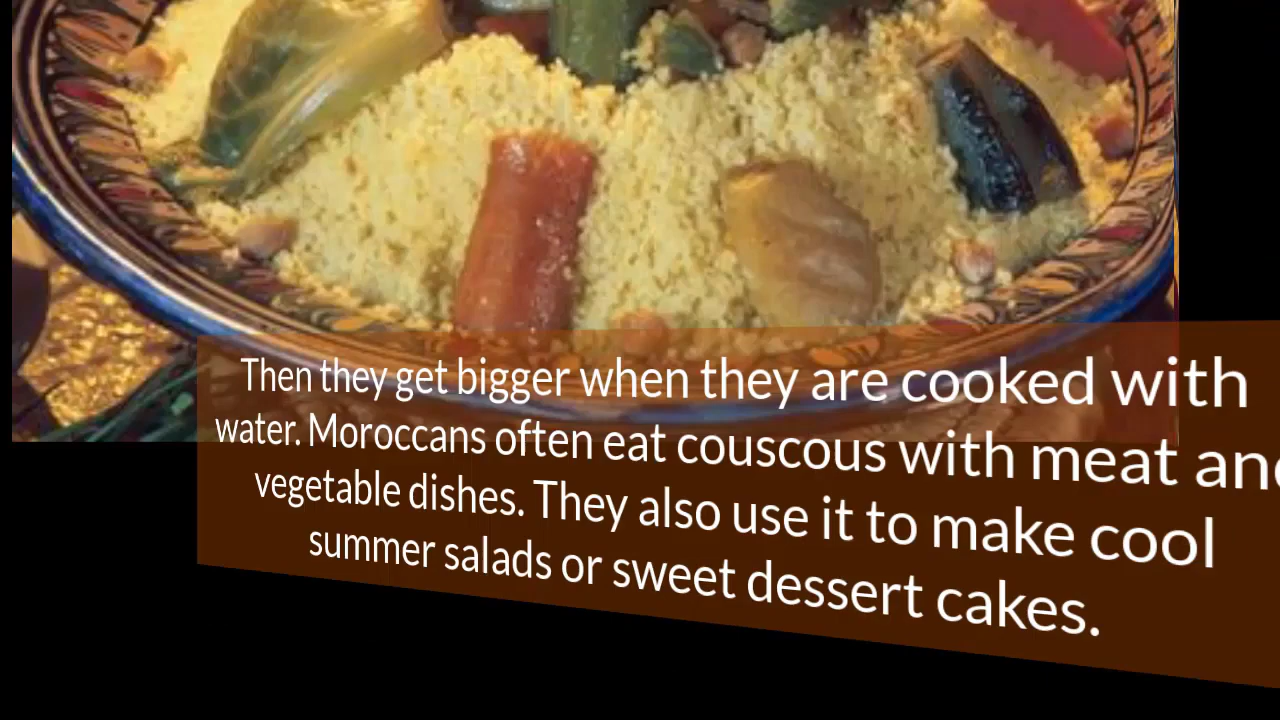 Then they get bigger when they are cooked with
water. Moroccans often eat couscous with meat and
vegetable dishes. They also use it to make cool
summer salads or sweet dessert cakes.